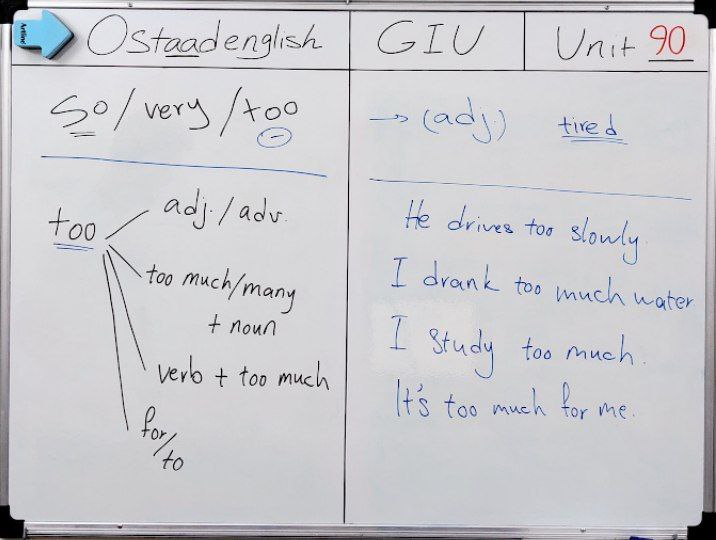 Artline
Ostaadenglish
GIU
Unit 90
So / very / too
-
→ (adj.) tired
too
adj. / adv.
too much/many
+ noun
verb + too much
for/to
He drives too slowly.
I drank too much water
I study too much.
It's too much for me.